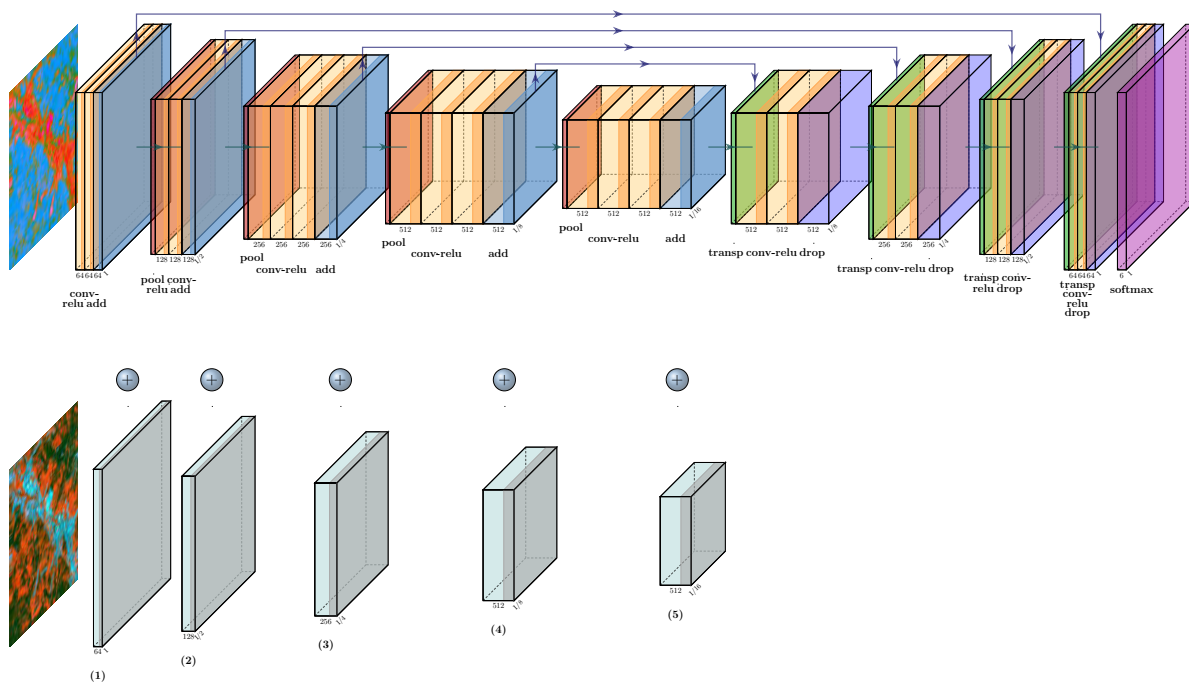 64 64 64 1
conv-
relu add
128 128 128 1/2
pool conv-
relu add
256 256 256 256 1/4
pool
conv-relu add
512 512 512 512 1/8
pool
conv-relu add
512 512 512 512 1/16
pool
conv-relu add
512 512 512 1/8
transp conv-relu drop
256 256 256 1/4
transp conv-relu drop
128 128 128 1/2
transp conv-
relu drop
64 64 64 1
transp
conv-
relu
drop
6 1
softmax
+ + + + +
64 1
(1)
128 1/2
(2)
256 1/4
(3)
512 1/8
(4)
512 1/16
(5)